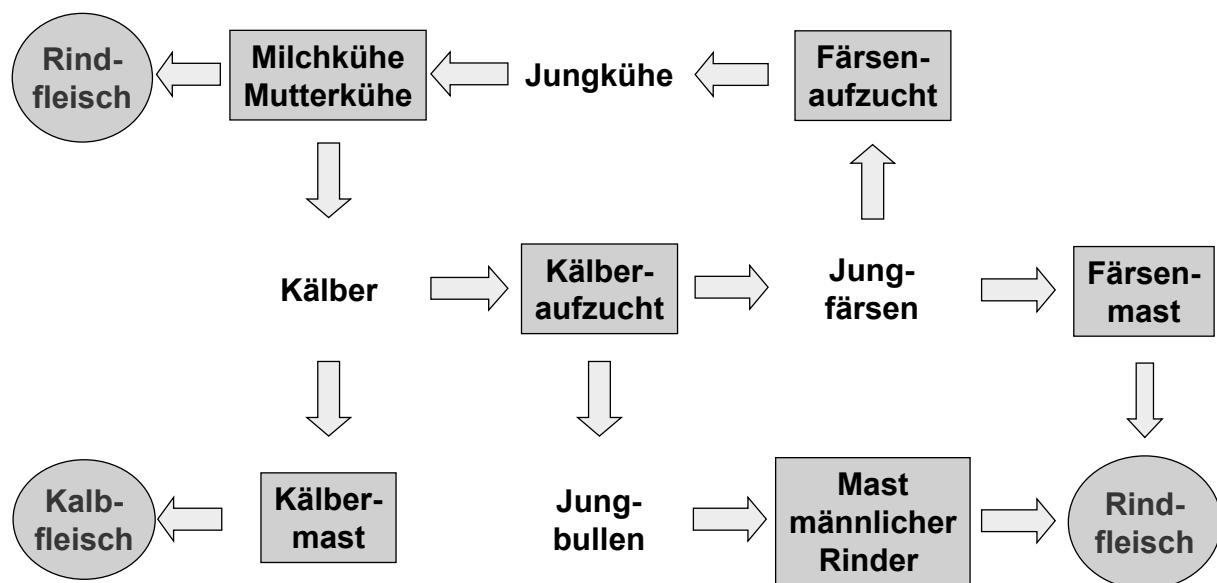 Rind-
fleisch
Milchkühe
Mutterkühe
Jungkühe
Färsen-
aufzucht
Kälber
Kälber-
aufzucht
Jung-
färsen
Färsen-
mast
Kalb-
fleisch
Kälber-
mast
Jung-
bullen
Mast
männlicher
Rinder
Rind-
fleisch